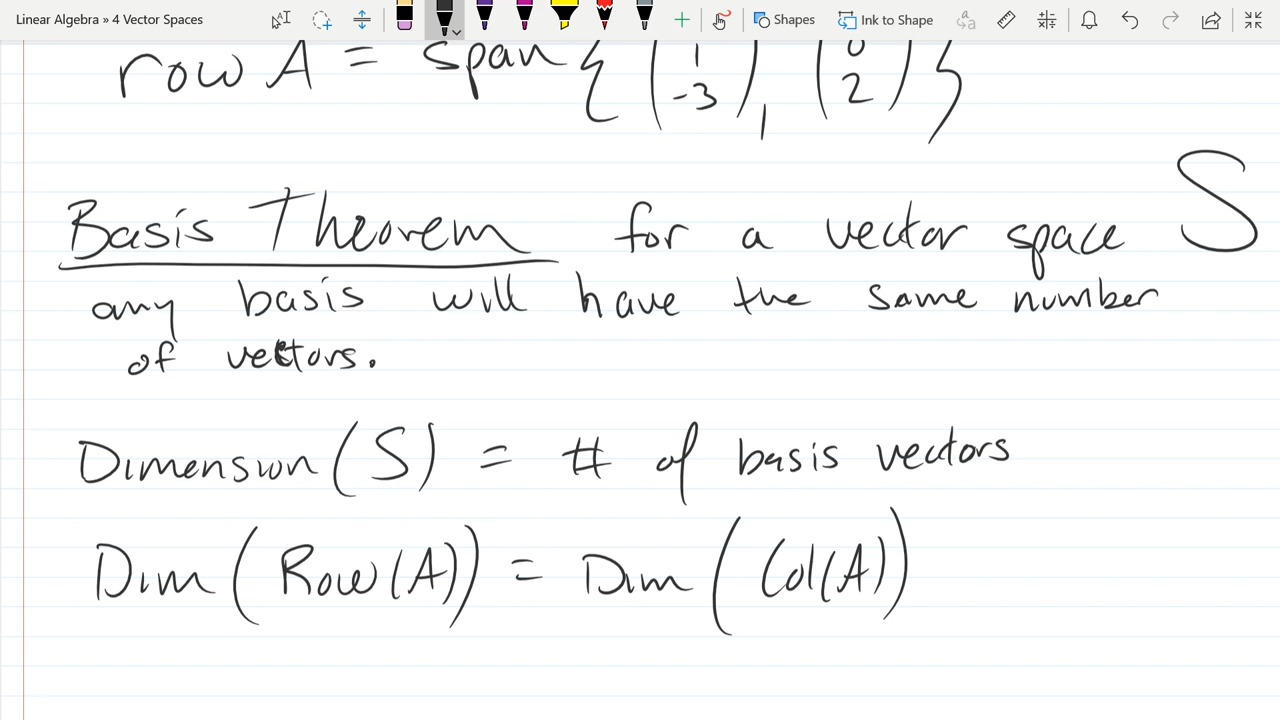 Linear Algebra » 4 Vector Spaces
Shapes
Ink to Shape
row A = span { ( 1 -3 ) , ( 0 2 ) }
Basis Theorem for a vector space S
any basis will have the same number
of vectors.
Dimension (S) = # of basis vectors
Dim (Row(A)) = Dim (Col(A))